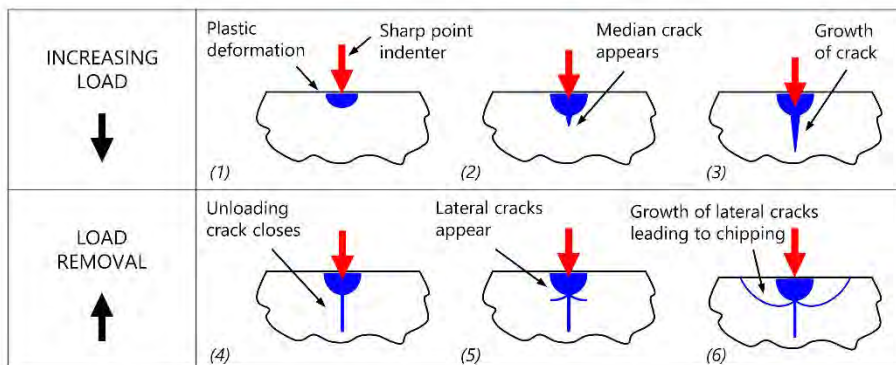 INCREASING
LOAD
Plastic
deformation
Sharp point
indenter
(1)
Median crack
appears
(2)
Growth
of crack
(3)
LOAD
REMOVAL
Unloading
crack closes
(4)
Lateral cracks
appear
(5)
Growth of lateral cracks
leading to chipping
(6)